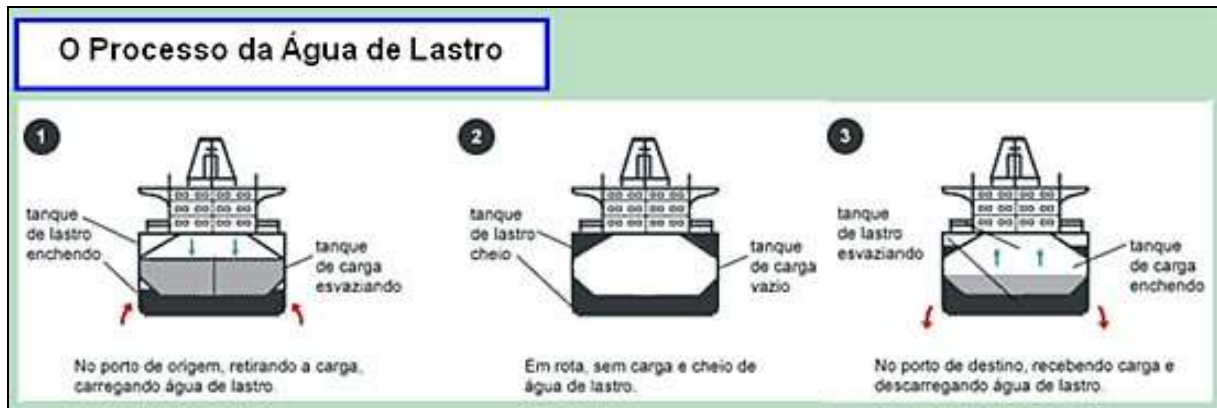 O Processo da Água de Lastro
1
tanque
de lastro
enchendo
tanque
de carga
esvaziando
No porto de origem, retirando a carga,
carregando água de lastro.
2
tanque
de lastro
cheio
tanque
de carga
vazio
Em rota, sem carga e cheio de
água de lastro.
3
tanque
de lastro
esvaziando
tanque
de carga
enchendo
No porto de destino, recebendo carga e
descarregando água de lastro.